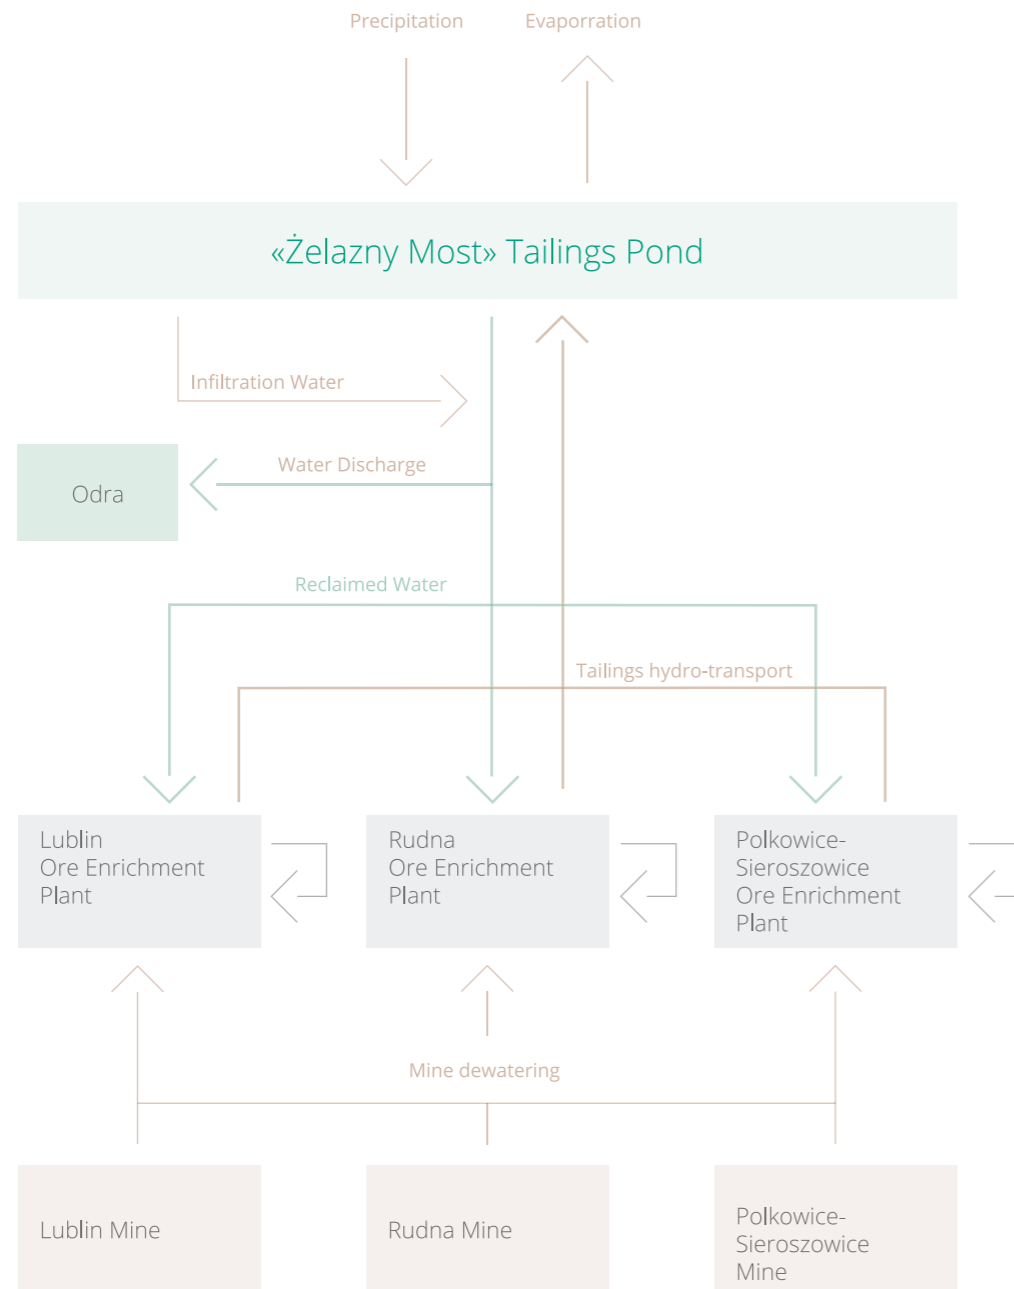 Precipitation
Evaporration
«Żelazny Most» Tailings Pond
Infiltration Water
Water Discharge
Odra
Reclaimed Water
Tailings hydro-transport
Lublin
Ore Enrichment
Plant
Rudna
Ore Enrichment
Plant
Polkowice-
Sieroszowice
Ore Enrichment
Plant
Mine dewatering
Lublin Mine
Rudna Mine
Polkowice-
Sieroszowice
Mine